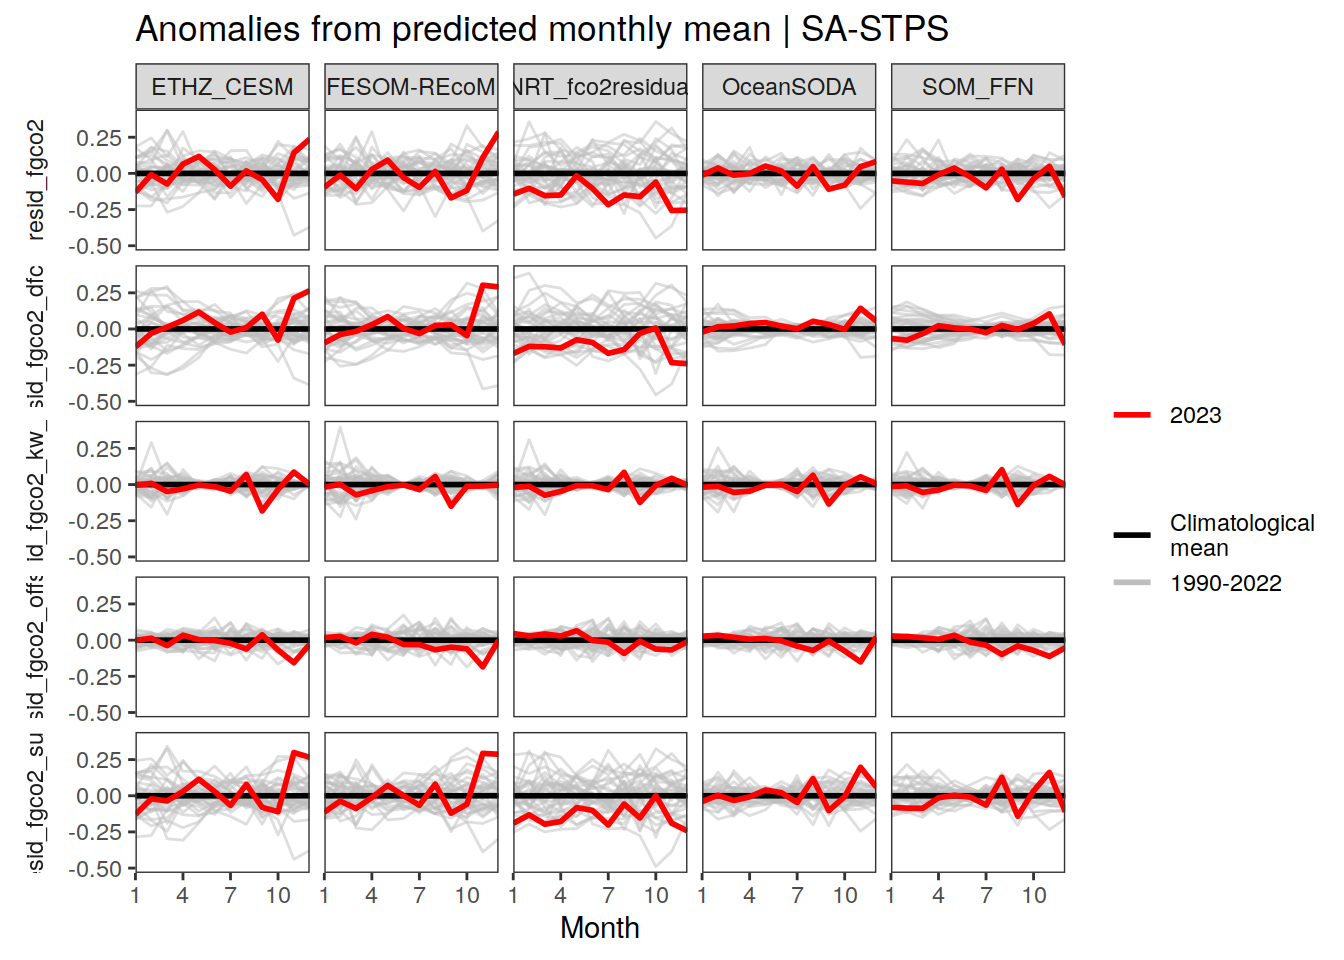 Anomalies from predicted monthly mean | SA-STPS
ETHZ_CESM FESOM-REcoM NRT_fco2residua OceanSODA SOM_FFN
resid_fgco2
0.25
0.00
-0.25
-0.50
sid_fgco2_dfc
0.25
0.00
-0.25
-0.50
id_fgco2_kw_
0.25
0.00
-0.25
-0.50
sid_fgco2_offs
0.25
0.00
-0.25
-0.50
sid_fgco2_su
0.25
0.00
-0.25
-0.50
1 4 7 10 1 4 7 10 1 4 7 10 1 4 7 10 1 4 7 10
Month
2023
Climatological
mean
1990-2022